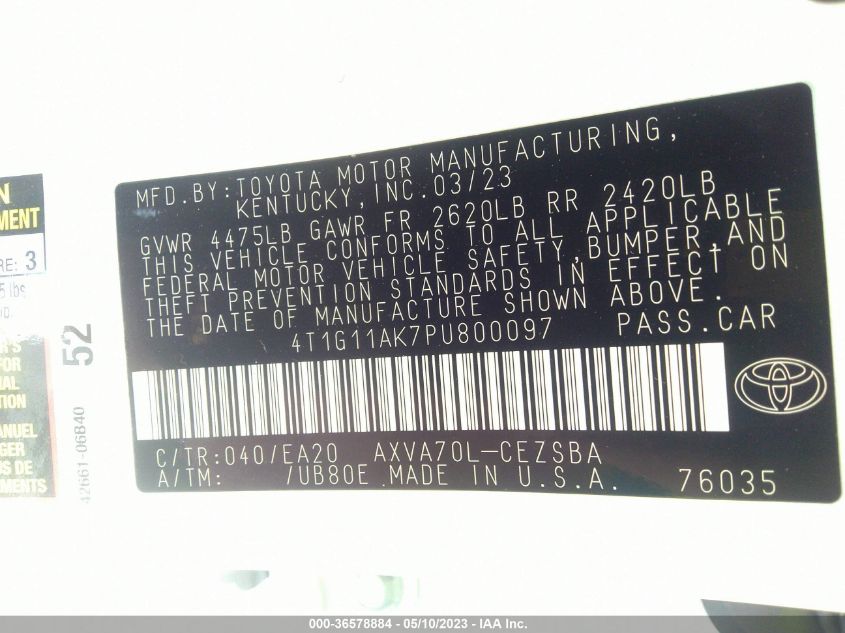 MFD.BY: TOYOTA MOTOR MANUFACTURING,
KENTUCKY, INC. 03/23
GVWR 4475LB GAWR FR 2620LB RR 2420LB
THIS VEHICLE CONFORMS TO ALL APPLICABLE
FEDERAL MOTOR VEHICLE SAFETY, BUMPER, AND
THEFT PREVENTION STANDARDS IN EFFECT ON
THE DATE OF MANUFACTURE SHOWN ABOVE.
4T1G11AK7PU800097 PASS.CAR
C/TR:040/EA20 AXVA70L-CEZSBA
A/TM: /UB80E MADE IN U.S.A. 76035
52
42661-06B40
RE: 3
000-36578884 - 05/10/2023 - IAA Inc.